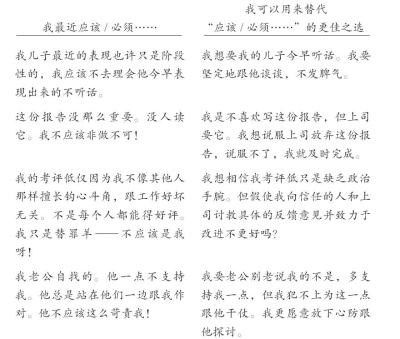 我最近应该/必须……
我可以用来替代
“应该/必须……”的更佳之选
我儿子最近的表现也许只是阶段
性的，我应该不去理会他今早表
现出来的不听话。
我想要我的儿子今早听话。我要
坚定地跟他谈谈，不发脾气。
这份报告没那么重要。没人读
它。我不应该非做不可！
我是不喜欢写这份报告，但上司
要它。我想说服上司放弃这份报
告，说服不了，我就及时完成。
我的考评低仅因为我不像其他人
那样擅长钩心斗角，跟工作好坏
无关。不是每个人都能得好评。
我只是替罪羊——不应该是我
呀！
我想相信我考评低只是缺乏政治
手腕。但假使我向信任的人和上
司讨教具体的反馈意见并致力于
改进不更好吗？
我老公自找的。他一点不支持
我。他总是站在他们一边跟我作
对。他不应该这么苛责我！
我要老公别老说我的不是，多支
持我一点，但我犯不上为这一点
跟他干仗。我更愿意放下心防跟
他探讨。